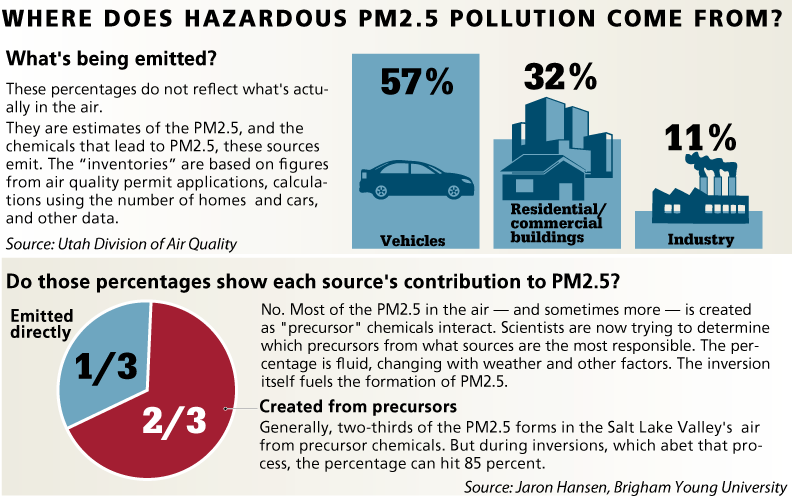 WHERE DOES HAZARDOUS PM2.5 POLLUTION COME FROM?
What's being emitted?
These percentages do not reflect what's actu-
ally in the air.
They are estimates of the PM2.5, and the
chemicals that lead to PM2.5, these sources
emit. The “inventories” are based on figures
from air quality permit applications, calcula-
tions using the number of homes and cars,
and other data.
Source: Utah Division of Air Quality
57%
Vehicles
32%
Residential/
commercial
buildings
11%
Industry
Do those percentages show each source's contribution to PM2.5?
Emitted
directly
1/3
2/3
No. Most of the PM2.5 in the air — and sometimes more — is created
as "precursor" chemicals interact. Scientists are now trying to determine
which precursors from what sources are the most responsible. The per-
centage is fluid, changing with weather and other factors. The inversion
itself fuels the formation of PM2.5.
Created from precursors
Generally, two-thirds of the PM2.5 forms in the Salt Lake Valley's air
from precursor chemicals. But during inversions, which abet that pro-
cess, the percentage can hit 85 percent.
Source: Jaron Hansen, Brigham Young University